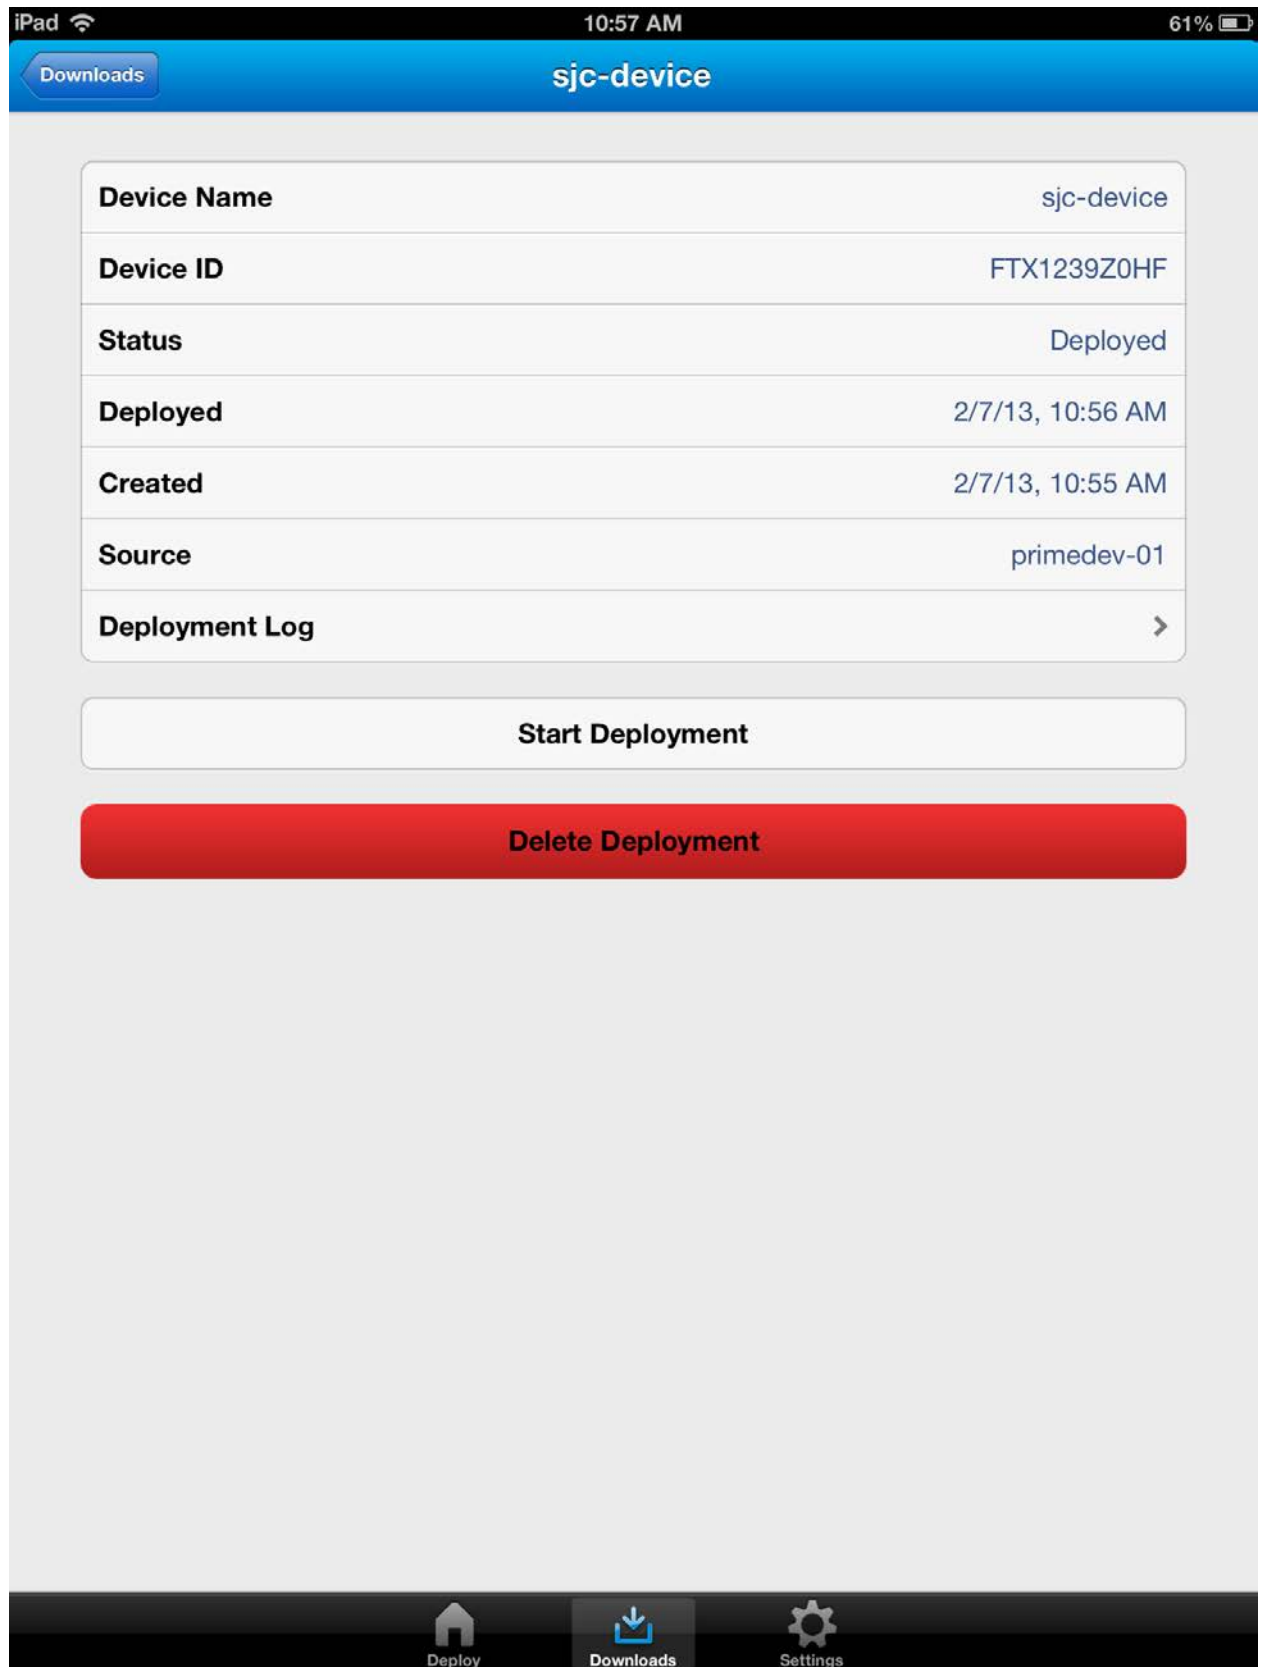 iPad 10:57 AM 61%
Downloads sjc-device
Device Name sjc-device
Device ID FTX1239Z0HF
Status Deployed
Deployed 2/7/13, 10:56 AM
Created 2/7/13, 10:55 AM
Source primedev-01
Deployment Log
Start Deployment
Delete Deployment
Deploy Downloads Settings